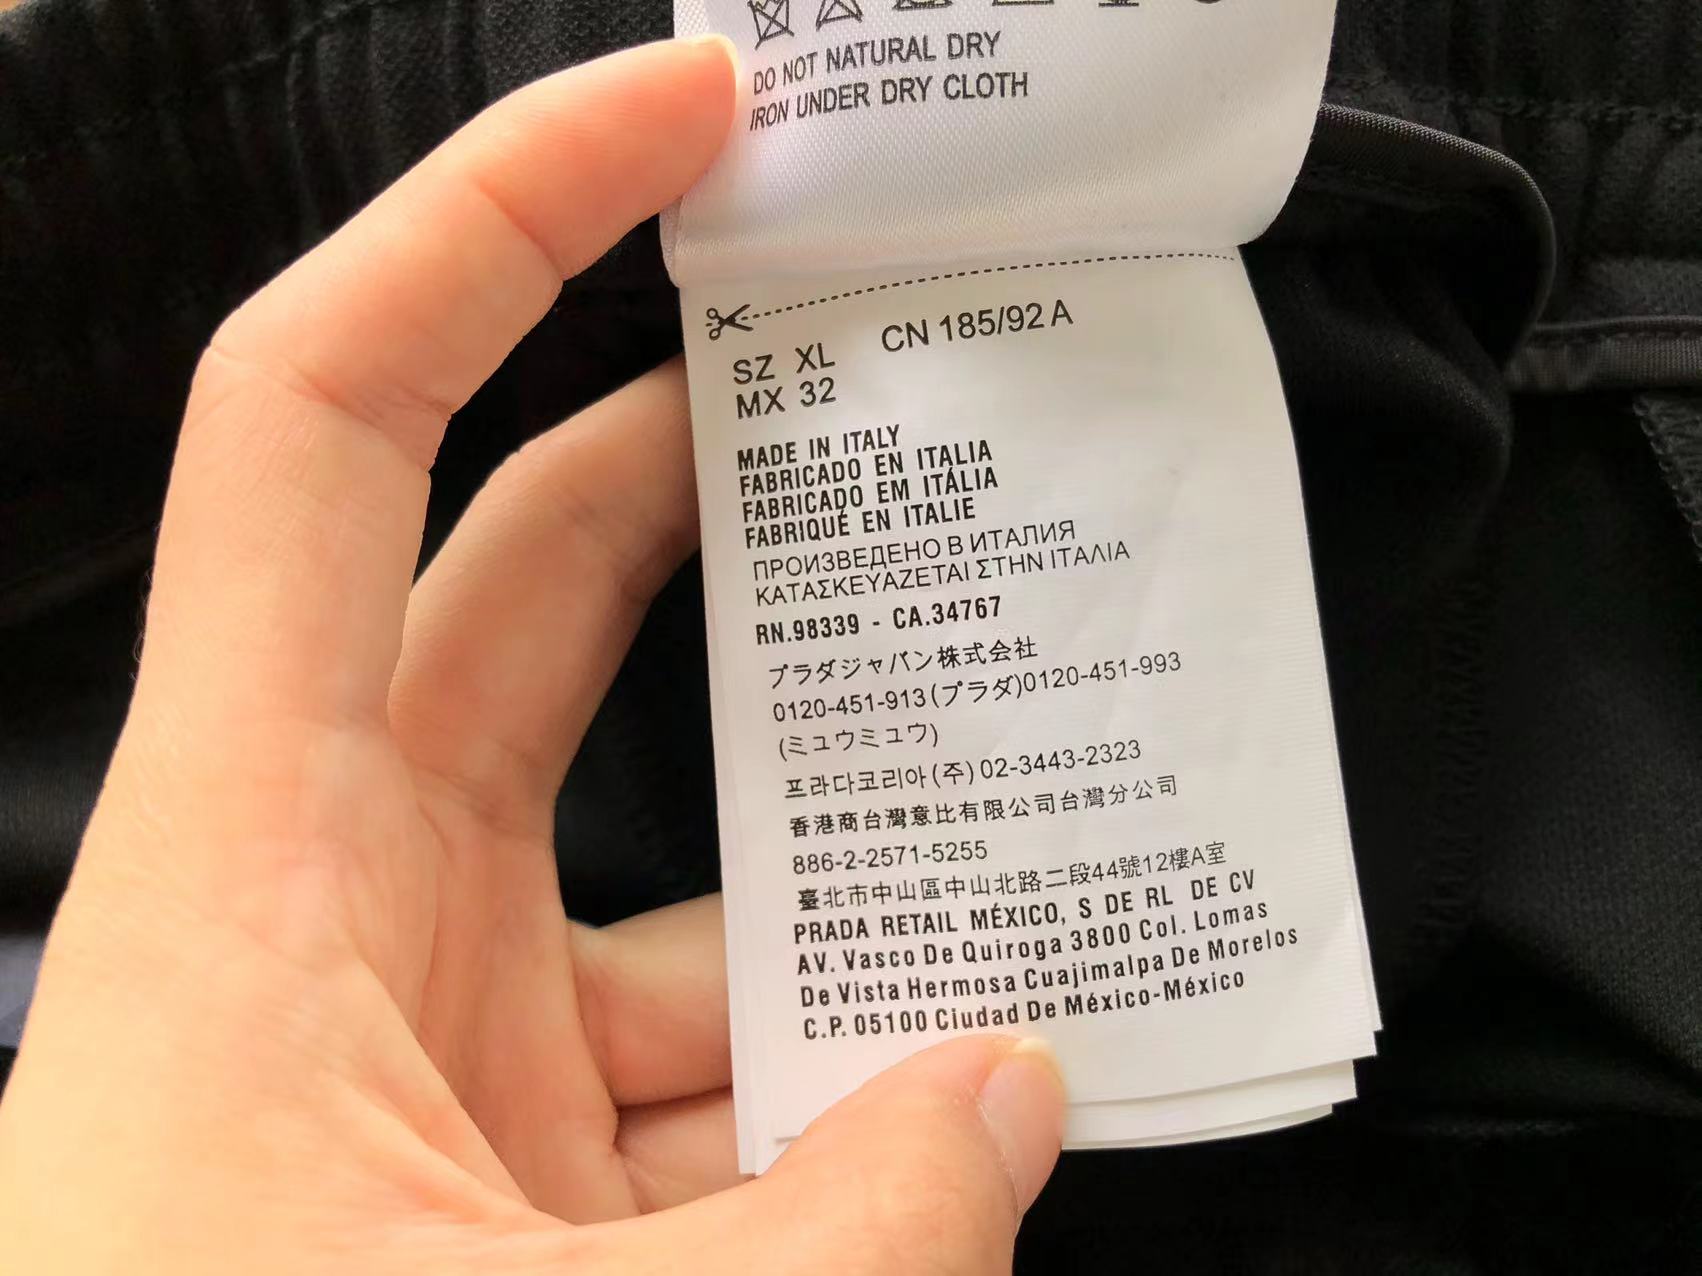 DO NOT NATURAL DRY
IRON UNDER DRY CLOTH
SZ XL CN 185/92 A
MX 32
MADE IN ITALY
FABRICADO EN ITALIA
FABRICADO EM ITÁLIA
FABRIQUÉ EN ITALIE
ПРОИЗВЕДЕНО В ИТАЛИЯ
ΚΑΤΑΣΚΕΥΑΖΕΤΑΙ ΣΤΗΝ ΙΤΑΛΙΑ
RN.98339 - CA.34767
プラダジャパン株式会社
0120-451-913(プラダ)0120-451-993
(ミュウミュウ)
프라다코리아(주)02-3443-2323
香港商台灣意比有限公司台灣分公司
886-2-2571-5255
臺北市中山區中山北路二段44號12樓A室
PRADA RETAIL MÉXICO, S DE RL DE CV
AV. Vasco De Quiroga 3800 Col. Lomas
De Vista Hermosa Cuajimalpa De Morelos
C.P. 05100 Ciudad De México-México